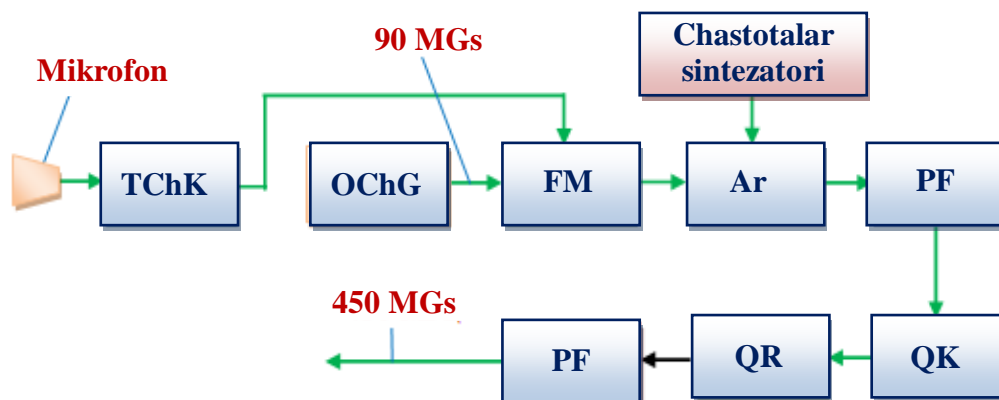 90 MGs
Chastotalar
sintezatori
Mikrofon
TChK
OChG
FM
Ar
PF
450 MGs
PF
QR
QK